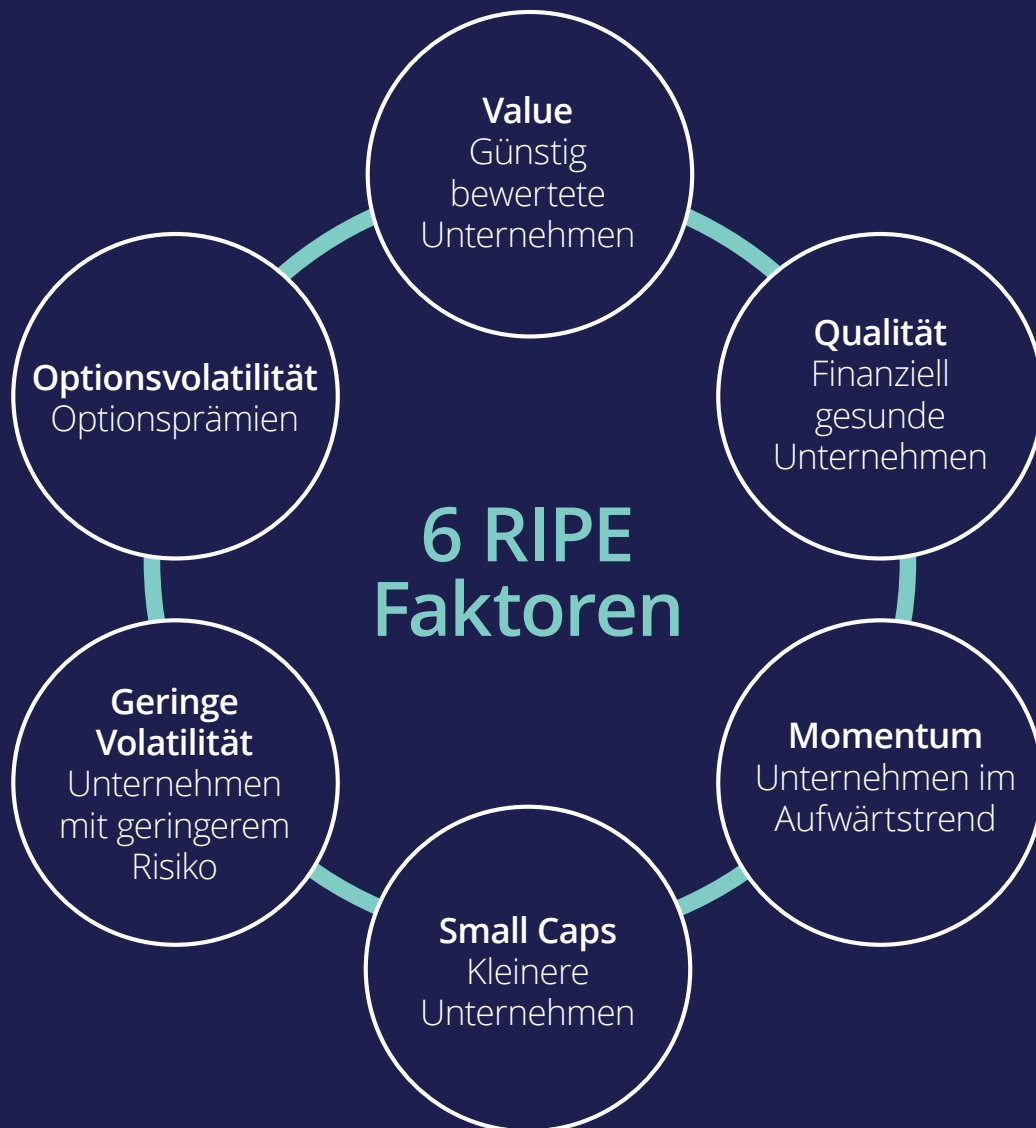 Value
Günstig
bewertete
Unternehmen
Qualität
Finanziell
gesunde
Unternehmen
Optionsvolatilität
Optionsprämien
6 RIPE
Faktoren
Geringe
Volatilität
Unternehmen
mit geringerem
Risiko
Momentum
Unternehmen im
Aufwärtstrend
Small Caps
Kleinere
Unternehmen